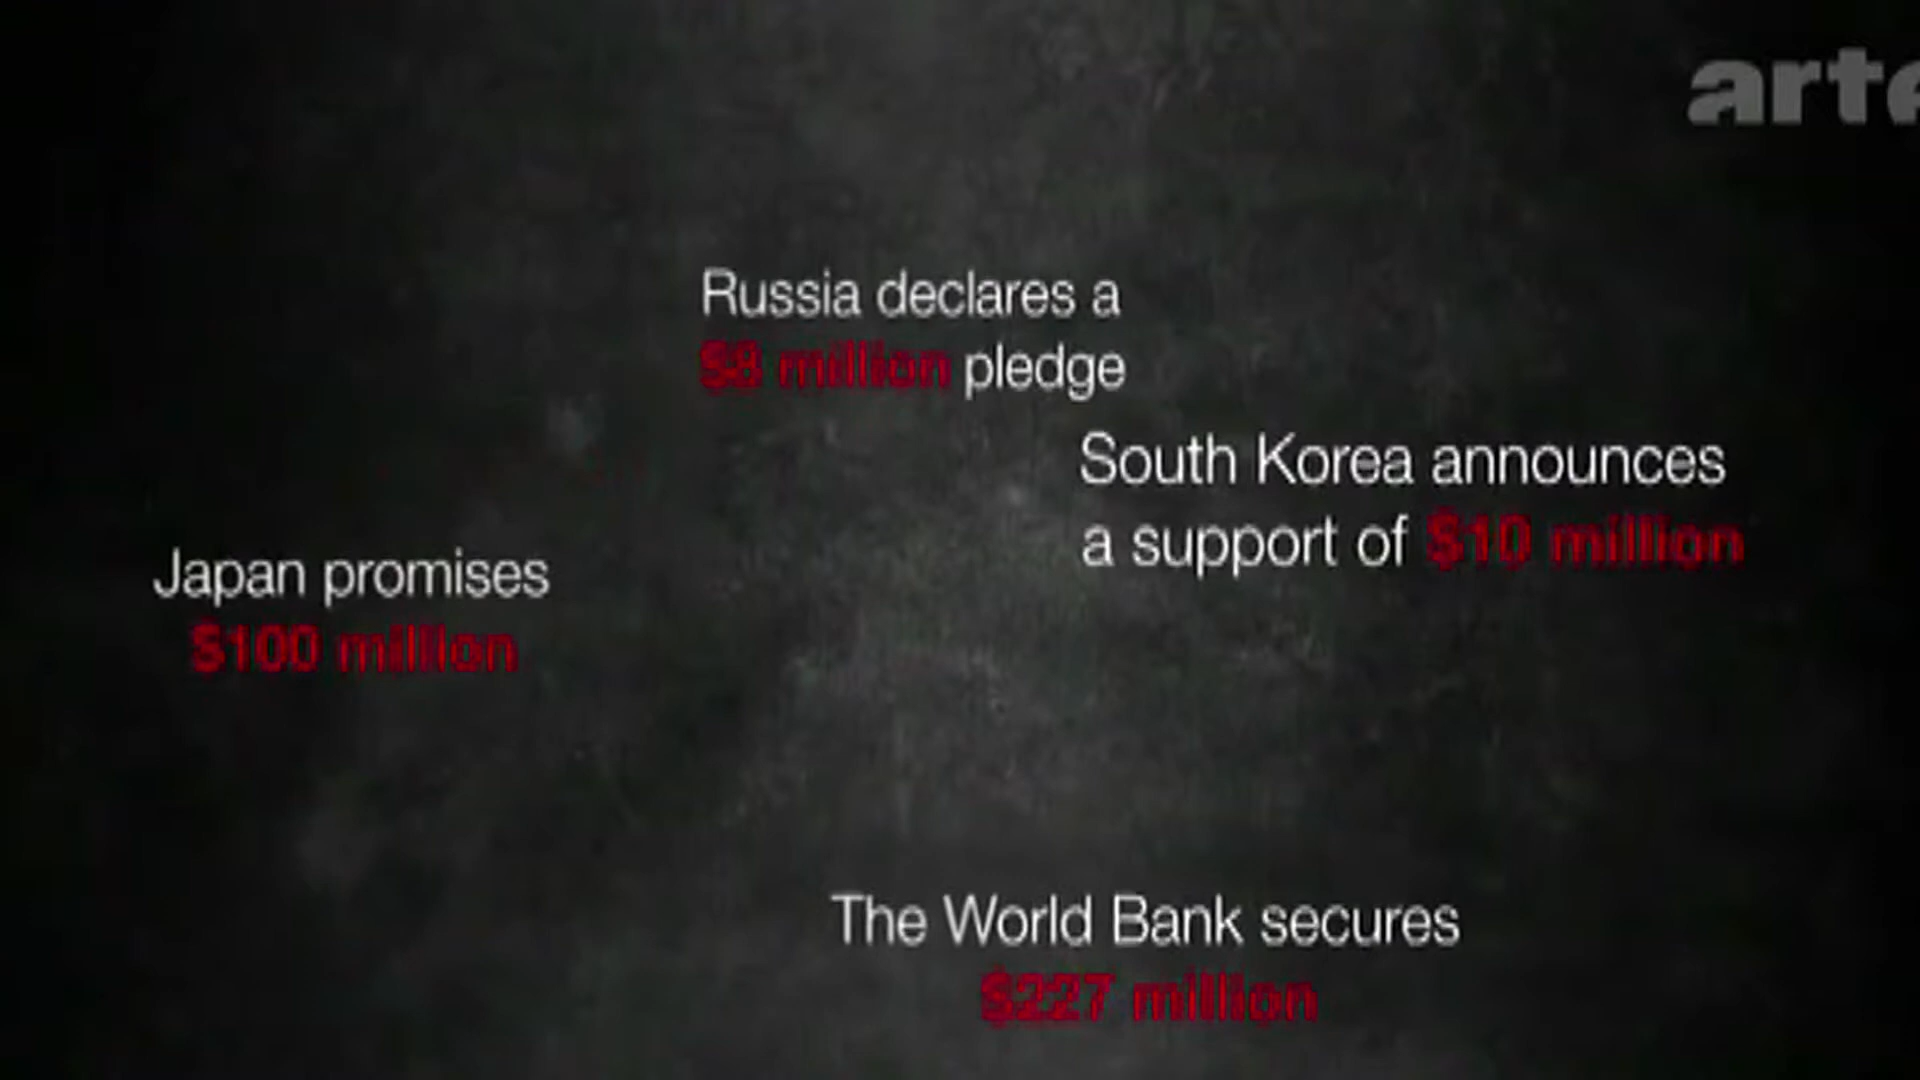 arte
Russia declares a
$8 million pledge
South Korea announces
a support of $10 million
Japan promises
$100 million
The World Bank secures
$227 million